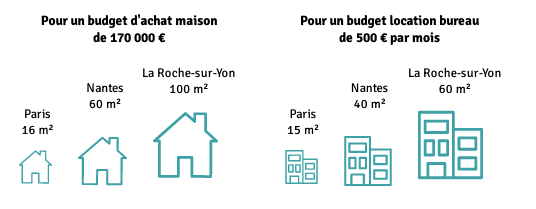 Pour un budget d'achat maison
de 170 000 €
La Roche-sur-Yon
100 m²
Nantes
60 m²
Paris
16 m²
Pour un budget location bureau
de 500 € par mois
La Roche-sur-Yon
60 m²
Nantes
40 m²
Paris
15 m²